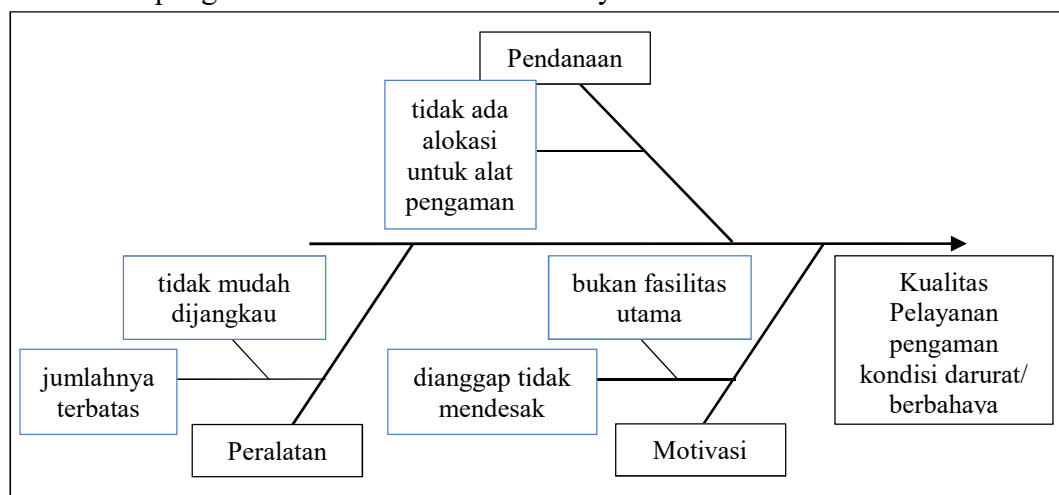 Pendanaan
tidak ada
alokasi
untuk alat
pengaman
tidak mudah
dijangkau
bukan fasilitas
utama
Kualitas
Pelayanan
pengaman
kondisi darurat/
berbahaya
jumlahnya
terbatas
dianggap tidak
mendesak
Peralatan
Motivasi